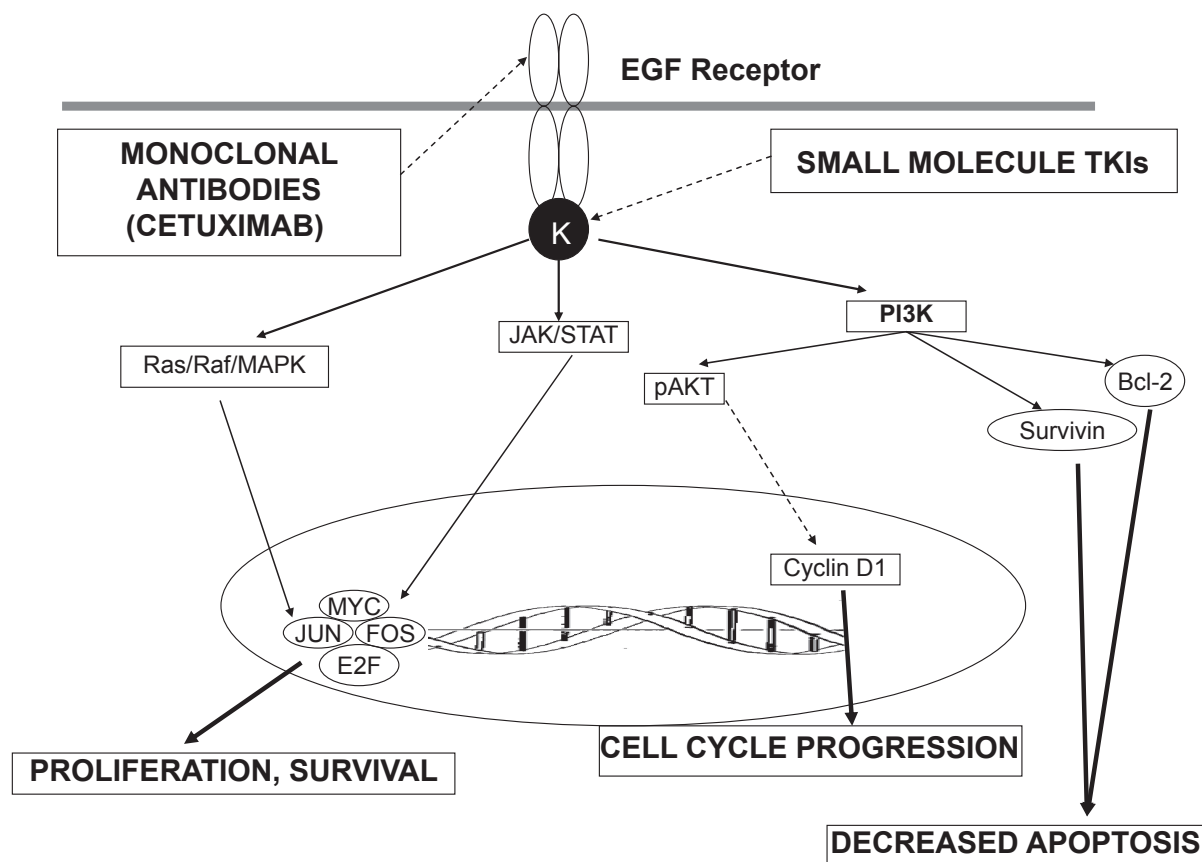 EGF Receptor
MONOCLONAL
ANTIBODIES
(CETUXIMAB)
SMALL MOLECULE TKIs
K
PI3K
JAK/STAT
Ras/Raf/MAPK
pAKT
Bcl-2
Survivin
Cyclin D1
MYC
JUN FOS
E2F
CELL CYCLE PROGRESSION
PROLIFERATION, SURVIVAL
DECREASED APOPTOSIS